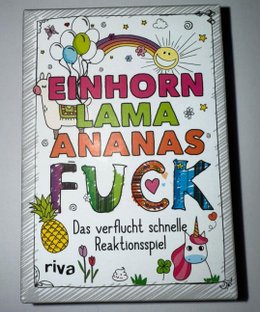 EINHORN
LAMA
ANANAS
FUCK
Das verflucht schnelle
Reaktionsspiel
riva